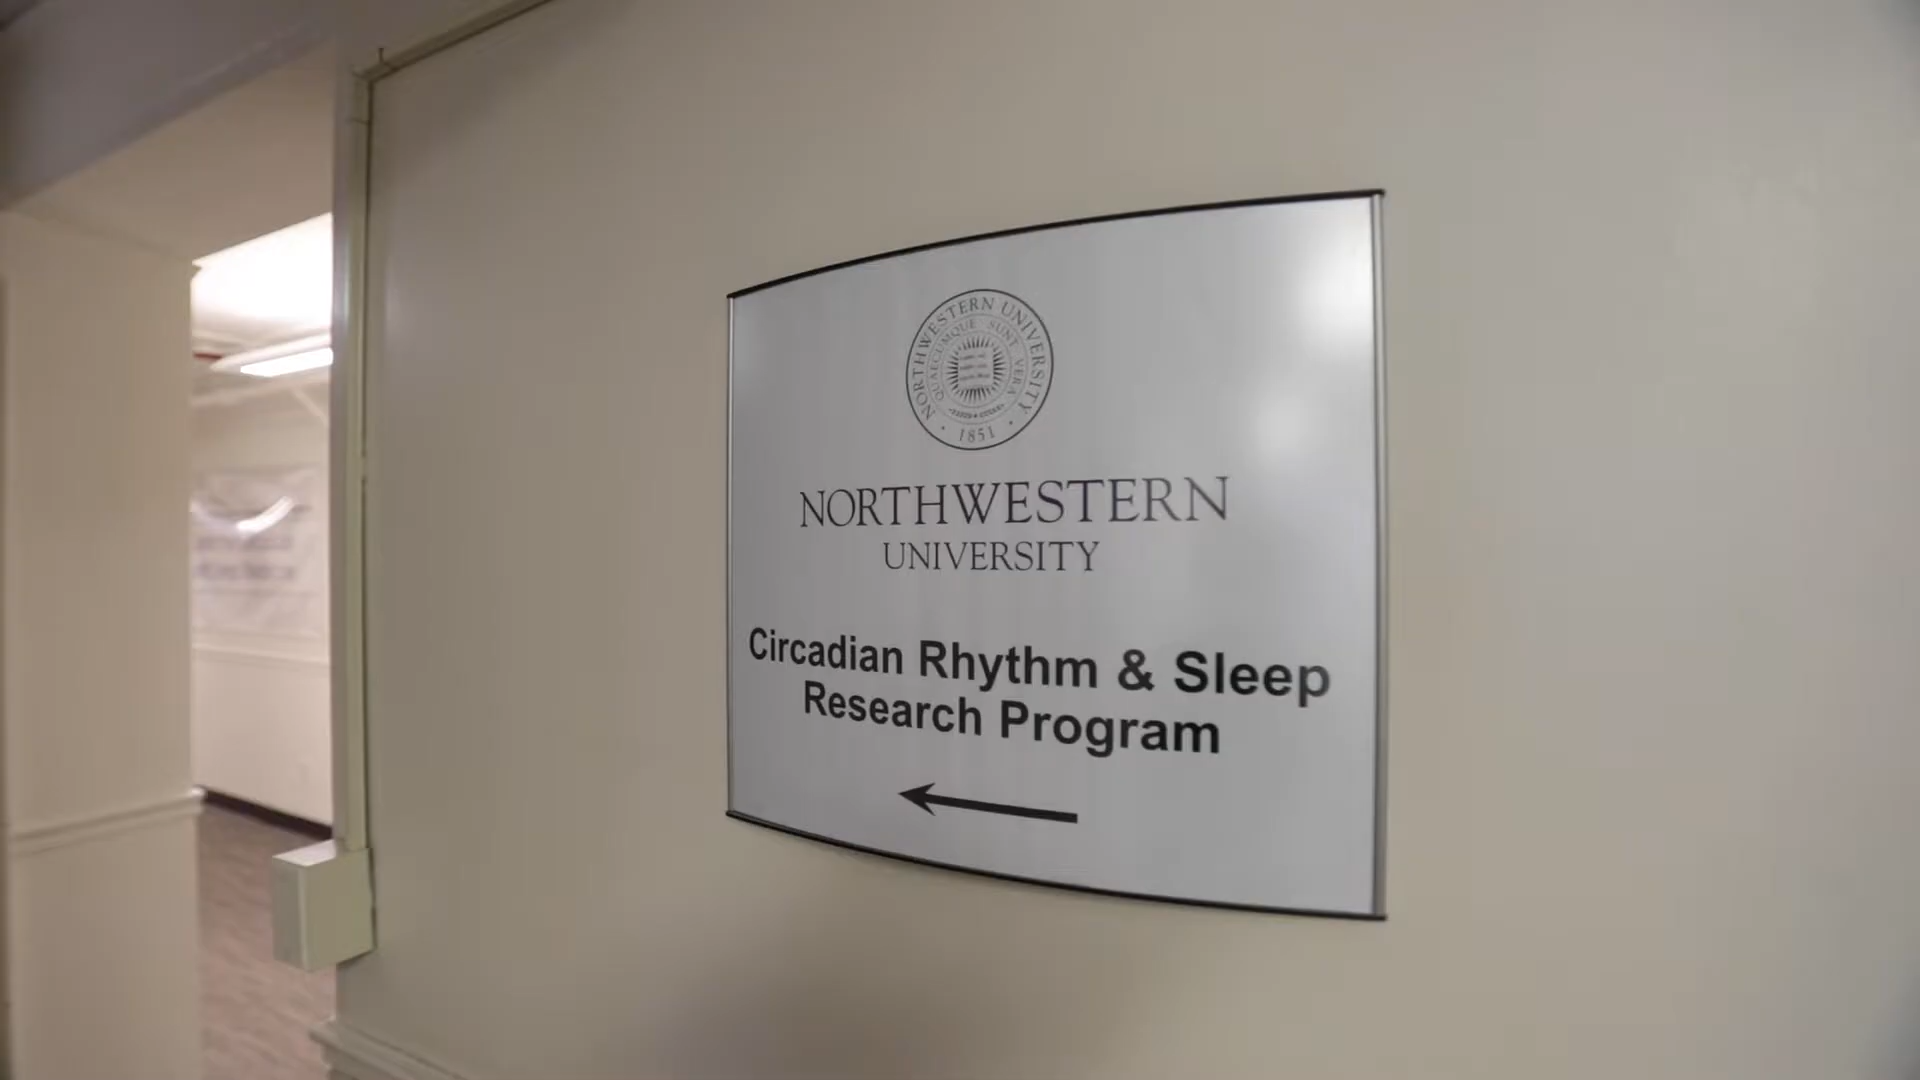 NORTHWESTERN UNIVERSITY
QUAECUMQUE SUNT VERA
· 1851 ·
NORTHWESTERN
UNIVERSITY
Circadian Rhythm & Sleep
Research Program